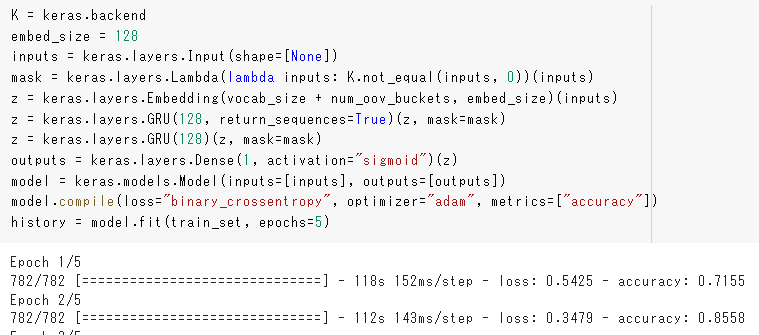 K = keras.backend
embed_size = 128
inputs = keras.layers.Input(shape=[None])
mask = keras.layers.Lambda(lambda inputs: K.not_equal(inputs, 0))(inputs)
z = keras.layers.Embedding(vocab_size + num_oov_buckets, embed_size)(inputs)
z = keras.layers.GRU(128, return_sequences=True)(z, mask=mask)
z = keras.layers.GRU(128)(z, mask=mask)
outputs = keras.layers.Dense(1, activation="sigmoid")(z)
model = keras.models.Model(inputs=[inputs], outputs=[outputs])
model.compile(loss="binary_crossentropy", optimizer="adam", metrics=["accuracy"])
history = model.fit(train_set, epochs=5)
Epoch 1/5
782/782 [==============================] - 118s 152ms/step - loss: 0.5425 - accuracy: 0.7155
Epoch 2/5
782/782 [==============================] - 112s 143ms/step - loss: 0.3479 - accuracy: 0.8558